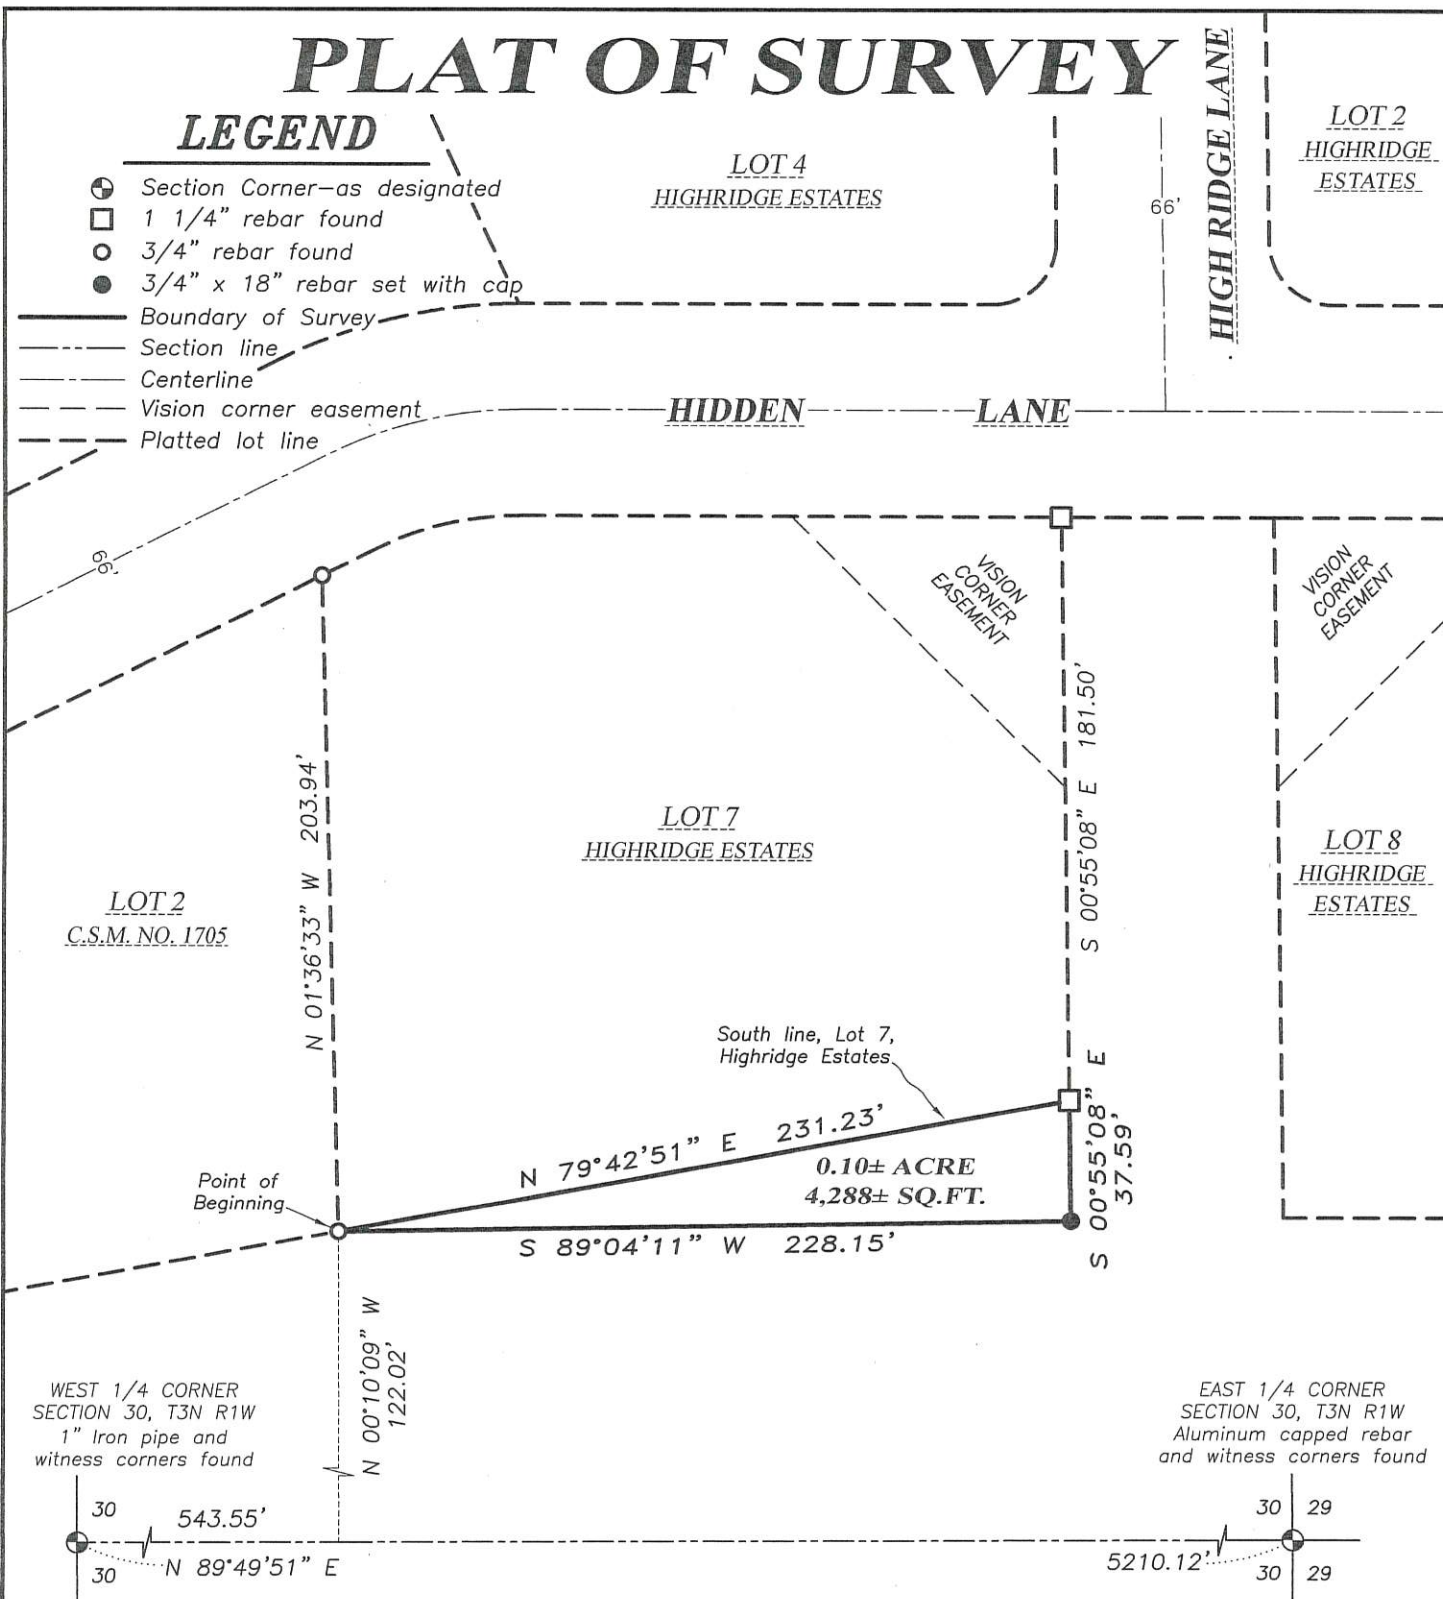 PLAT OF SURVEY
LEGEND
Section Corner-as designated
1 1/4" rebar found
3/4" rebar found
3/4" x 18" rebar set with cap
Boundary of Survey
Section line
Centerline
Vision corner easement
Platted lot line
LOT 4
HIGHRIDGE ESTATES
66'
HIGH RIDGE LANE
LOT 2
HIGHRIDGE
ESTATES
HIDDEN LANE
66'
VISION
CORNER
EASEMENT
VISION
CORNER
EASEMENT
N 01°36'33" W 203.94'
S 00°55'08" E 181.50'
LOT 7
HIGHRIDGE ESTATES
LOT 8
HIGHRIDGE
ESTATES
LOT 2
C.S.M. NO. 1705
South line, Lot 7,
Highridge Estates
N 79°42'51" E 231.23'
0.10± ACRE
4,288± SQ.FT.
S 00°55'08" E
37.59'
Point of
Beginning
S 89°04'11" W 228.15'
N 00°10'09" W
122.02'
WEST 1/4 CORNER
SECTION 30, T3N R1W
1" Iron pipe and
witness corners found
EAST 1/4 CORNER
SECTION 30, T3N R1W
Aluminum capped rebar
and witness corners found
30
543.55'
30 29
N 89°49'51" E
30
5210.12'
30 29